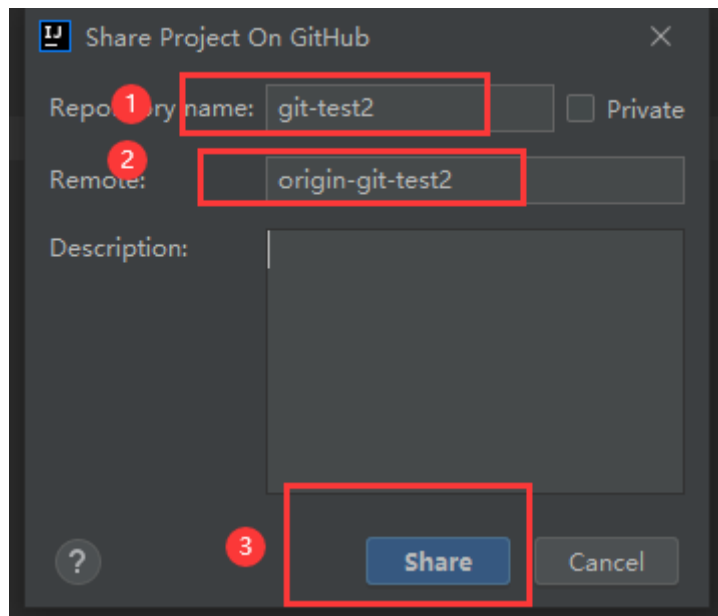 IJ Share Project On GitHub
Repository name: git-test2 Private
1
2
Remote: origin-git-test2
Description:
? 3 Share Cancel